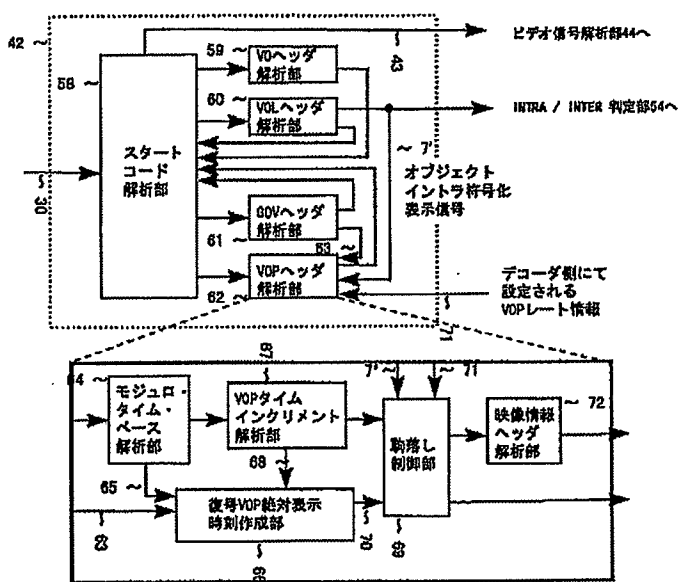 42
ビデオ信号解析部44へ
59
VOヘッダ
解析部
43
58
60
VOLヘッダ
解析部
INTRA / INTER 判定部54へ
スタート
コード
解析部
7'
オブジェクト
イントラ符号化
表示信号
30
GOVヘッダ
解析部
61
63
VOPヘッダ
解析部
62
デコーダ側にて
設定される
VOPレート情報
71
67
64
モジュロ・
タイム・
ベース
解析部
VOPタイム
インクリメント
解析部
7'
71
駒落し
制御部
映像情報
ヘッダ
解析部
72
68
65
復号VOP絶対表示
時刻作成部
63
66
70
69